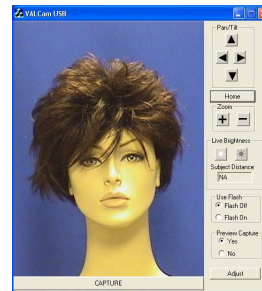 VALCam USB
Pan/Tilt
Home
Zoom
Live Brightness
Subject Distance
NA
Use Flash
Flash Off
Flash On
Preview Capture
Yes
No
CAPTURE
Adjust